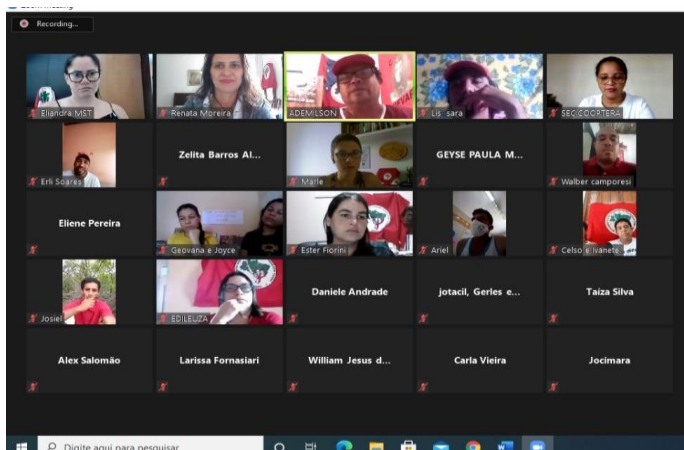 Recording...
Eliandra MST
Renata Moreira
ADEMILSON
Lis sara
SEC.COOPTERA
Erli Soares
Zelita Barros Al...
Marle
GEYSE PAULA M...
Walber camporesi
Eliene Pereira
Geovana e Joyce
Ester Fiorini
Ariel
Celso e Ivanete
Josiel
EDILEUZA
Daniele Andrade
jotacil, Gerles e...
Taíza Silva
Alex Salomão
Larissa Fornasiari
William Jesus d...
Carla Vieira
Jocimara
Digite aqui para pesquisar